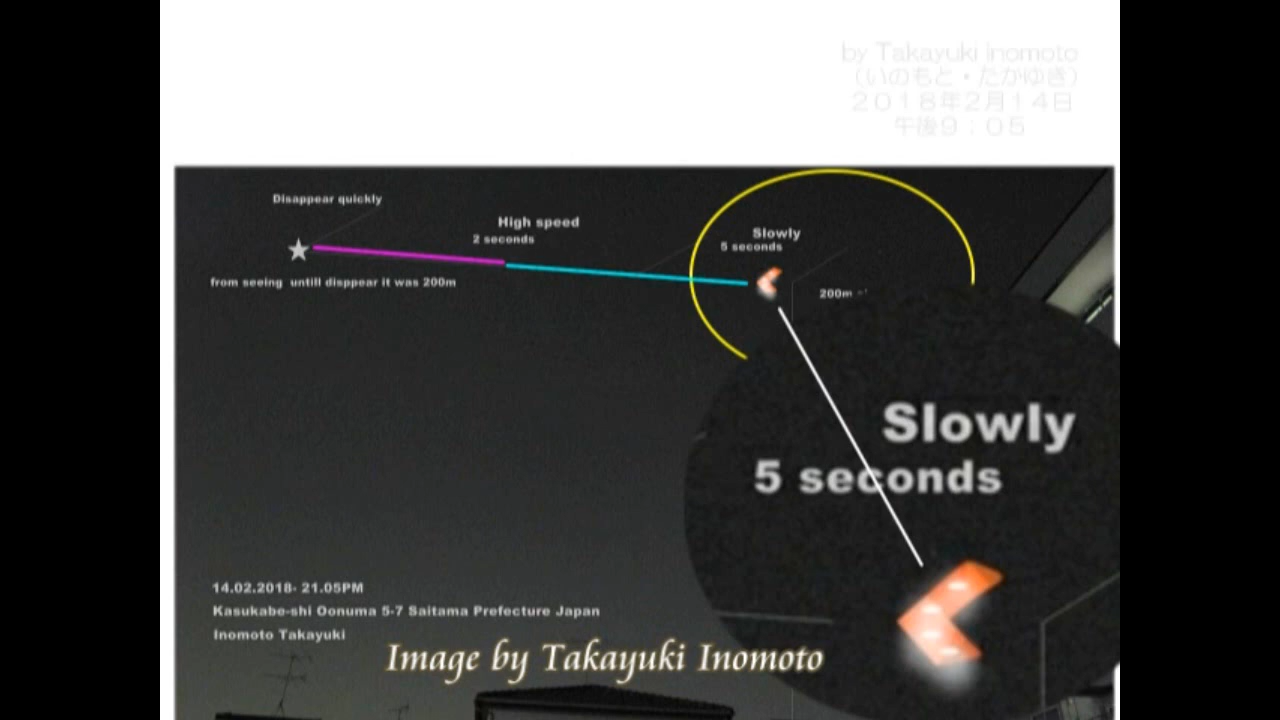 by Takayuki inomoto
（いのもと・たかゆき）
２０１８年２月１４日
午後９：０５
Disappear quickly
High speed
2 seconds
Slowly
5 seconds
from seeing untill disppear it was 200m
200m
Slowly
5 seconds
14.02.2018- 21.05PM
Kasukabe-shi Oonuma 5-7 Saitama Prefecture Japan
Inomoto Takayuki
Image by Takayuki Inomoto